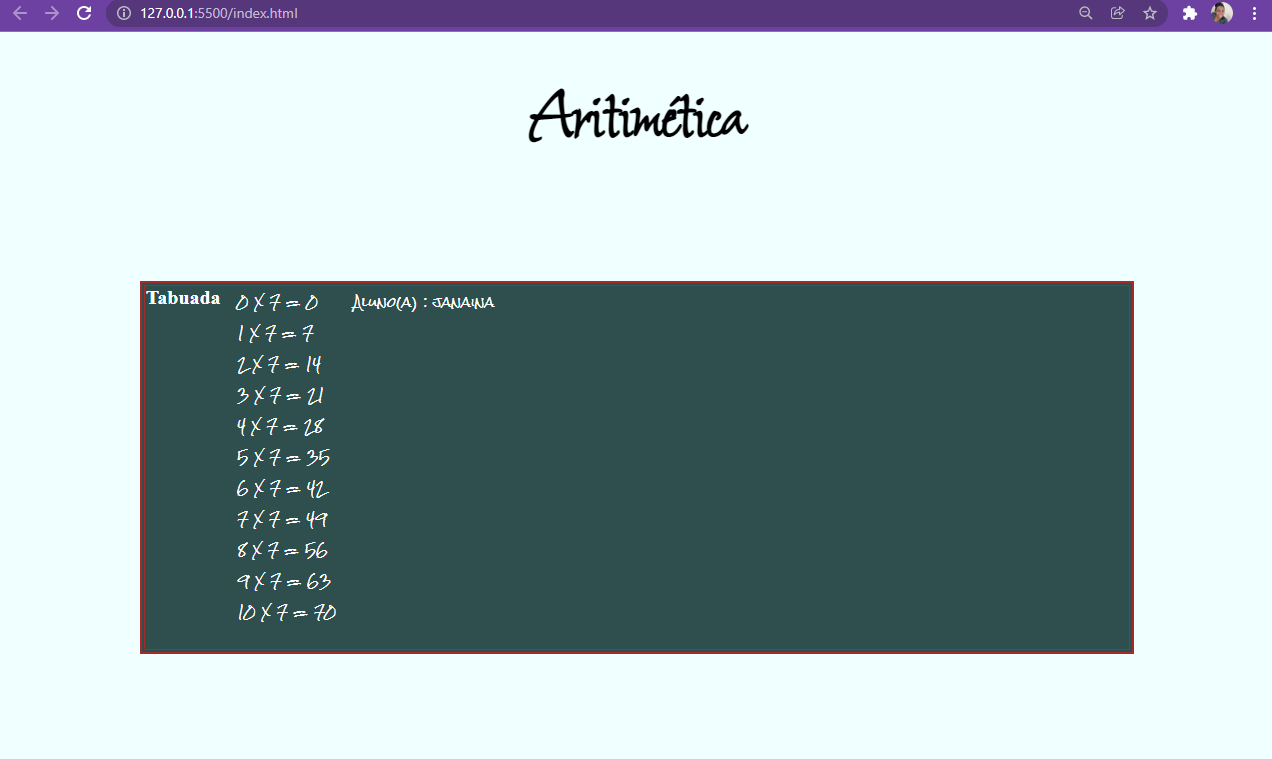 127.0.0.1:5500/index.html
Aritimética
Tabuada 0 X 7 = 0 Aluno(a) : janaina
1 X 7 = 7
2 X 7 = 14
3 X 7 = 21
4 X 7 = 28
5 X 7 = 35
6 X 7 = 42
7 X 7 = 49
8 X 7 = 56
9 X 7 = 63
10 X 7 = 70